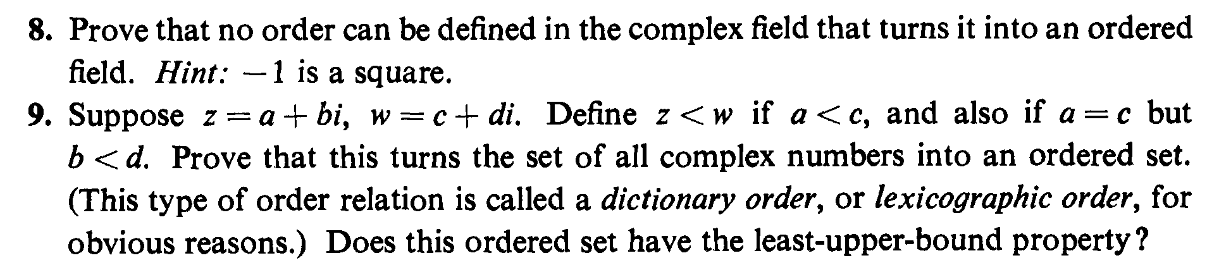 8. Prove that no order can be defined in the complex field that turns it into an ordered
field. Hint: −1 is a square.
9. Suppose z = a + bi, w = c + di. Define z < w if a < c, and also if a = c but
b < d. Prove that this turns the set of all complex numbers into an ordered set.
(This type of order relation is called a dictionary order, or lexicographic order, for
obvious reasons.) Does this ordered set have the least-upper-bound property?